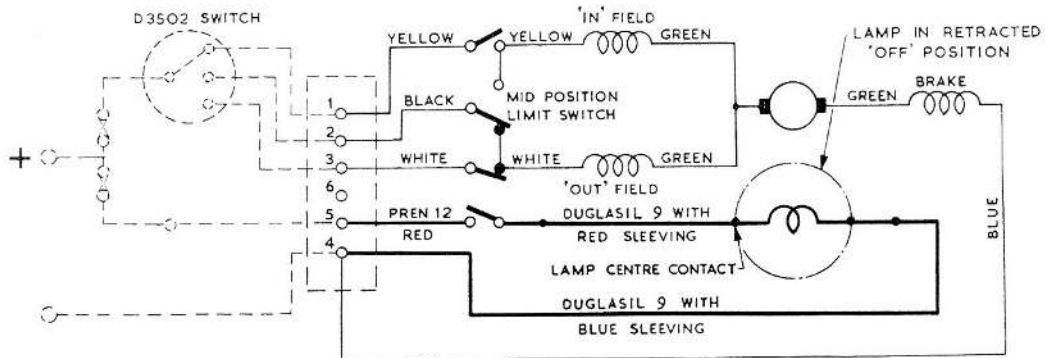 D3502 SWITCH
'IN' FIELD
YELLOW
YELLOW
GREEN
LAMP IN RETRACTED
'OFF' POSITION
1
BLACK
MID POSITION
LIMIT SWITCH
GREEN
BRAKE
2
+
3
WHITE
WHITE
GREEN
'OUT' FIELD
6
5
PREN 12
RED
DUGLASIL 9 WITH
RED SLEEVING
BLUE
4
LAMP CENTRE CONTACT
DUGLASIL 9 WITH
BLUE SLEEVING